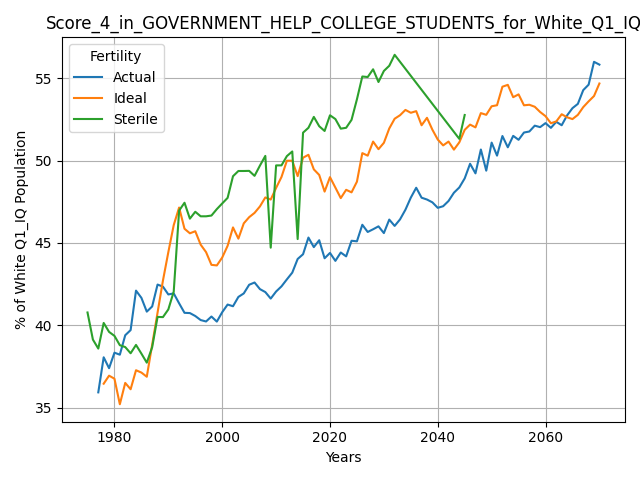 Score_4_in_GOVERNMENT_HELP_COLLEGE_STUDENTS_for_White_Q1_IQ
Fertility
Actual
Ideal
Sterile
% of White Q1_IQ Population
55
50
45
40
35
1980
2000
2020
2040
2060
Years